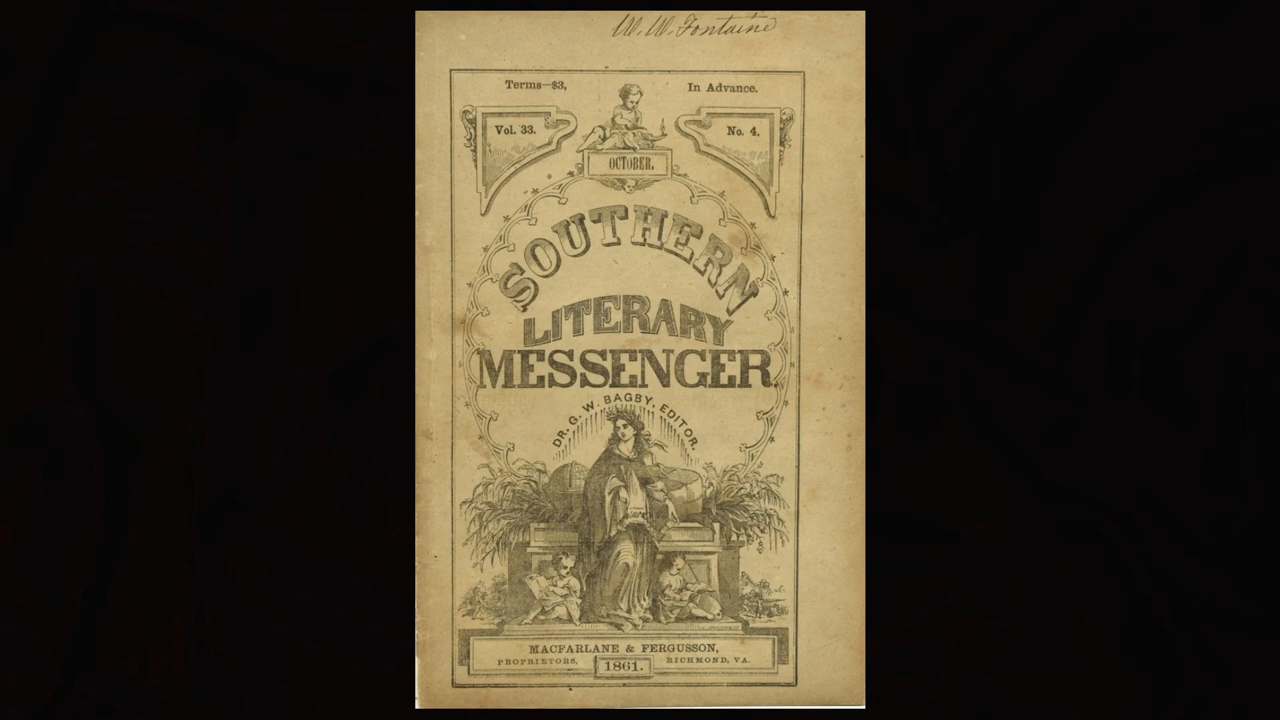 W. W. Fontaine
Terms—$3,
In Advance.
Vol. 33.
No. 4.
OCTOBER,
SOUTHERN
LITERARY
MESSENGER.
DR. G. W. BAGBY, EDITOR.
MACFARLANE & FERGUSSON,
PROPRIETORS,
RICHMOND, VA.
1861.